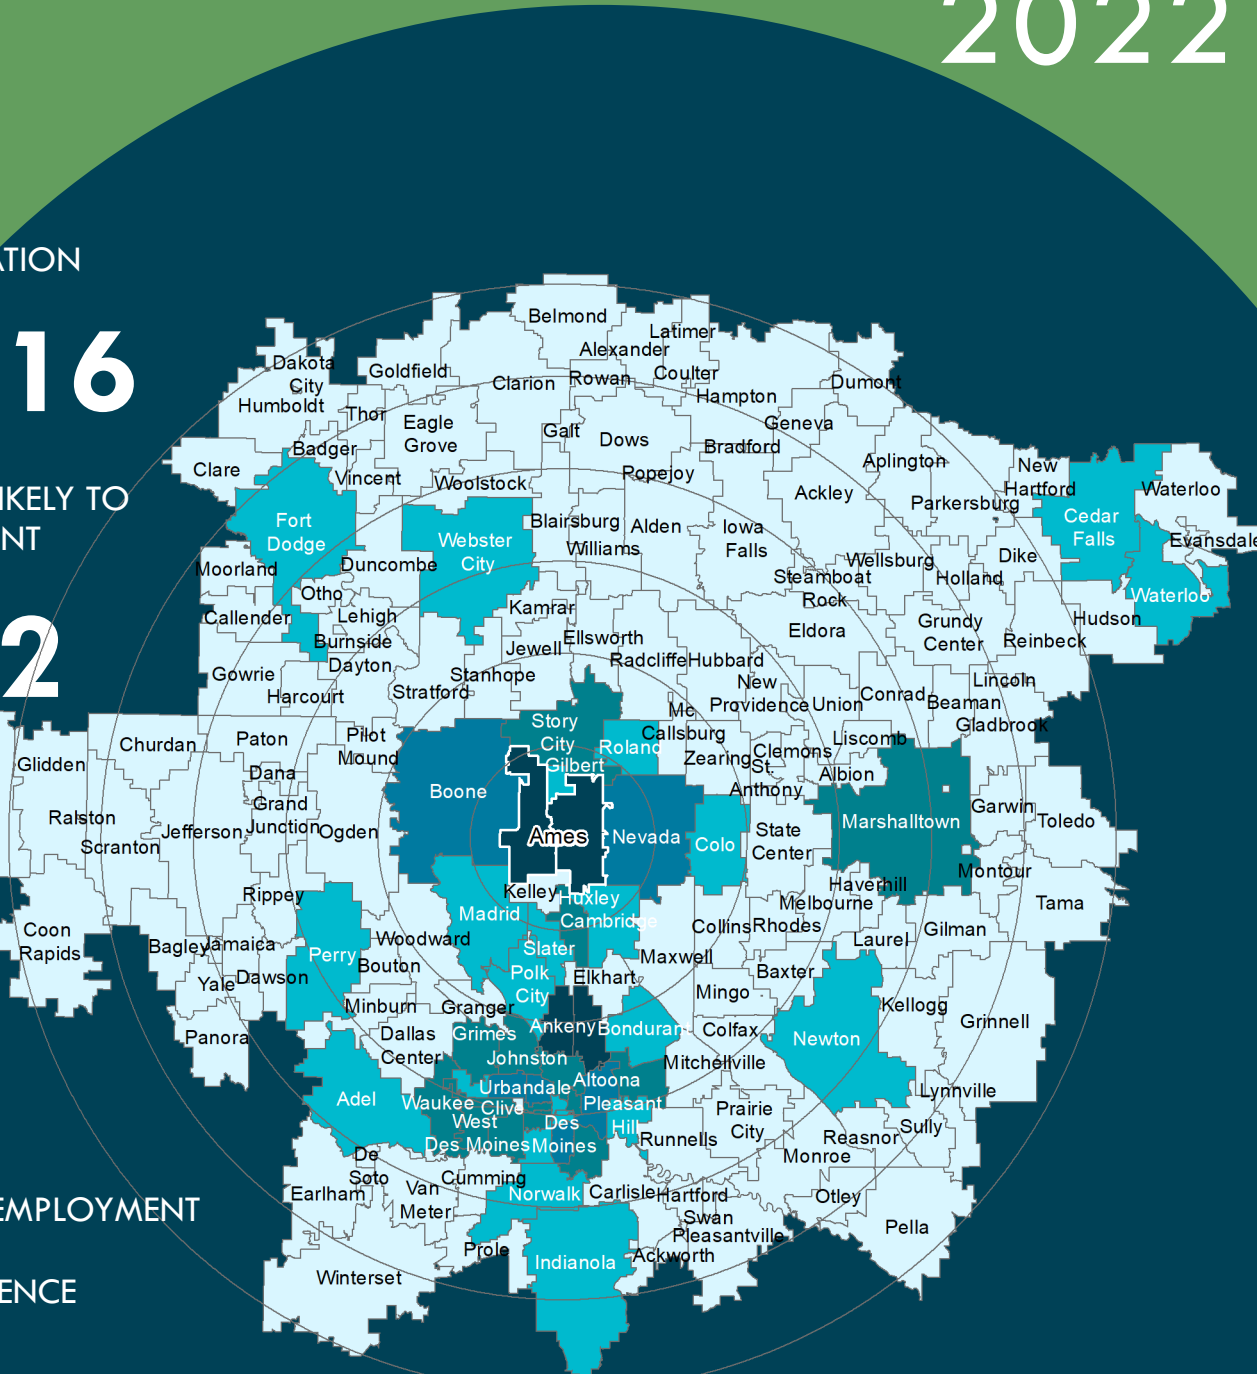 2022
ATION
16
IKELY TO
NT
2
EMPLOYMENT
ENCE
Belmond
Latimer
Alexander
Dakota
City
Goldfield
Clarion
Rowan
Coulter
Dumont
Hampton
Humboldt
Thor
Eagle
Grove
Geneva
Galt
Dows
Bradford
Badger
Clare
Vincent
Woolstock
Popejoy
Aplington
New
Hartford
Waterloo
Ackley
Parkersburg
Fort
Dodge
Webster
City
Blairsburg
Alden
Iowa
Falls
Cedar
Falls
Evansdale
Williams
Moorland
Duncombe
Wellsburg
Dike
Steamboat
Rock
Holland
Otho
Waterloo
Callender
Lehigh
Kamrar
Grundy
Center
Hudson
Burnside
Ellsworth
Eldora
Reinbeck
Jewell
Dayton
Radcliffe
Hubbard
Gowrie
Stanhope
New
Providence
Lincoln
Harcourt
Stratford
Mc
Callsburg
Union
Conrad
Beaman
Gladbrook
Story
City
Churdan
Paton
Pilot
Mound
Roland
Liscomb
Glidden
Gilbert
Zearing
Clemons
St.
Anthony
Albion
Dana
Boone
Grand
Junction
Garwin
Ralston
Jefferson
Ogden
Ames
Nevada
Colo
State
Center
Marshalltown
Toledo
Scranton
Montour
Haverhill
Rippey
Kelley
Huxley
Melbourne
Tama
Madrid
Cambridge
Collins
Rhodes
Gilman
Coon
Rapids
Bagley
Jamaica
Woodward
Laurel
Perry
Slater
Maxwell
Yale
Dawson
Bouton
Polk
City
Elkhart
Baxter
Mingo
Minburn
Granger
Kellogg
Panora
Dallas
Center
Grimes
Ankeny
Bonduran
Colfax
Newton
Grinnell
Johnston
Mitchellville
Urbandale
Altoona
Lynnville
Adel
Waukee
Clive
Pleasant
Hill
Prairie
City
West
Des Moines
Des
Moines
Runnells
Reasnor
Sully
Monroe
De
Soto
Earlham
Van
Meter
Cumming
Norwalk
Carlisle
Hartford
Otley
Swan
Pleasantville
Pella
Prole
Indianola
Ackworth
Winterset